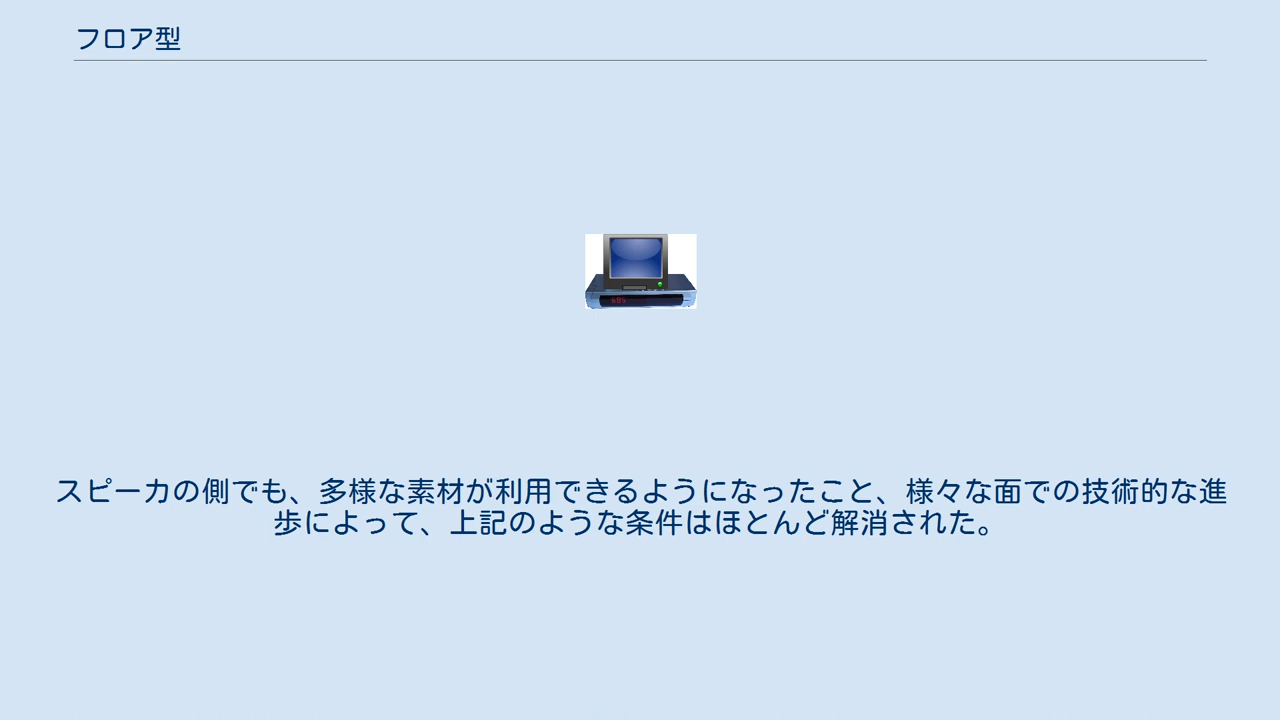 フロア型
スピーカの側でも、多様な素材が利用できるようになったこと、様々な面での技術的な進
歩によって、上記のような条件はほとんど解消された。